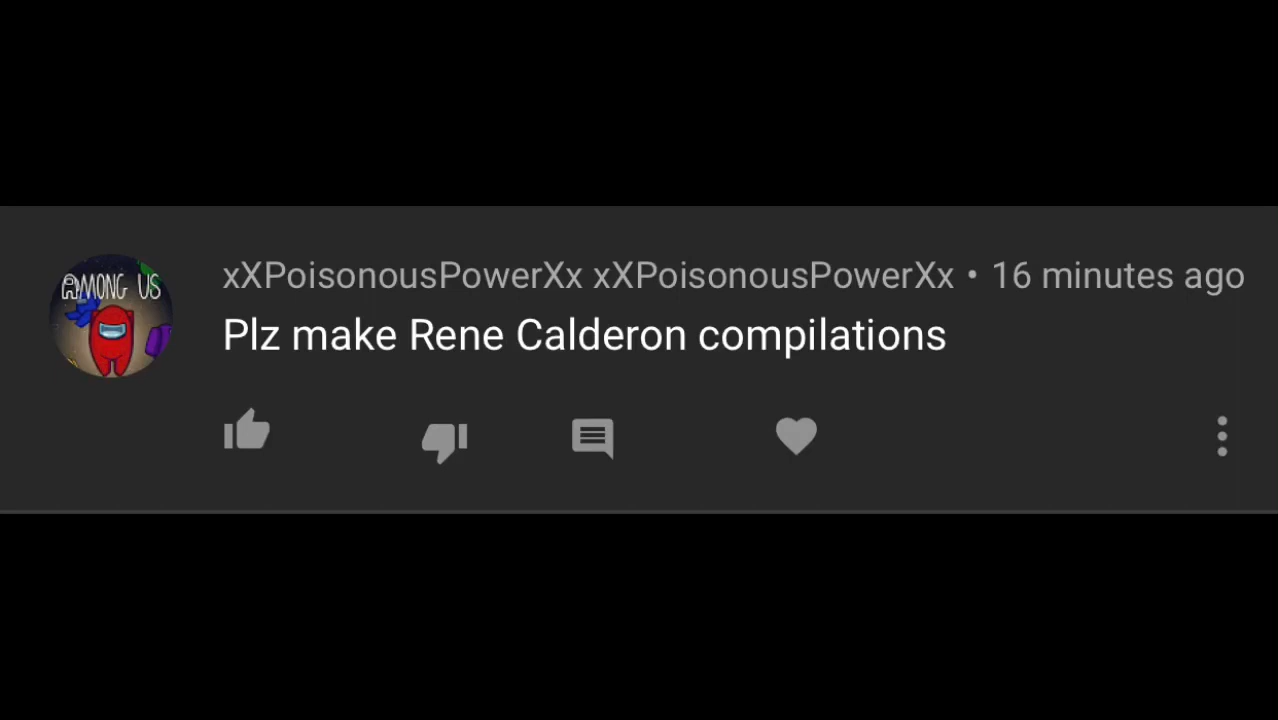 AMONG US
xXPoisonousPowerXx xXPoisonousPowerXx • 16 minutes ago
Plz make Rene Calderon compilations